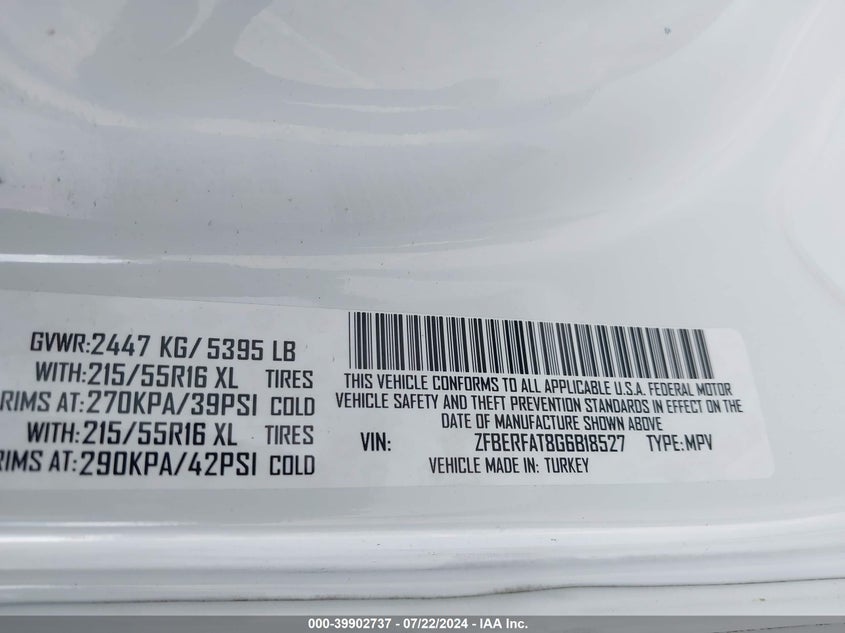 GVWR:2447 KG/ 5395 LB
WITH:215/55R16 XL TIRES
RIMS AT:270KPA/39PSI COLD
WITH:215/55R16 XL TIRES
RIMS AT:290KPA/42PSI COLD
THIS VEHICLE CONFORMS TO ALL APPLICABLE U.S.A. FEDERAL MOTOR
VEHICLE SAFETY AND THEFT PREVENTION STANDARDS IN EFFECT ON THE
DATE OF MANUFACTURE SHOWN ABOVE
VIN: ZFBERFAT8G6B18527 TYPE:MPV
VEHICLE MADE IN: TURKEY
000-39902737 - 07/22/2024 - IAA Inc.